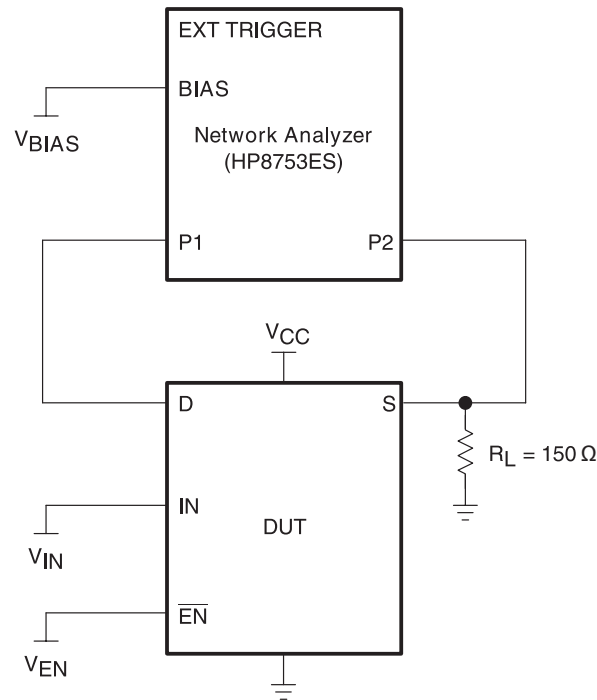 EXT TRIGGER
BIAS
VBIAS
Network Analyzer
(HP8753ES)
P1
P2
VCC
D
S
RL = 150 Ω
IN
DUT
VIN
EN
VEN